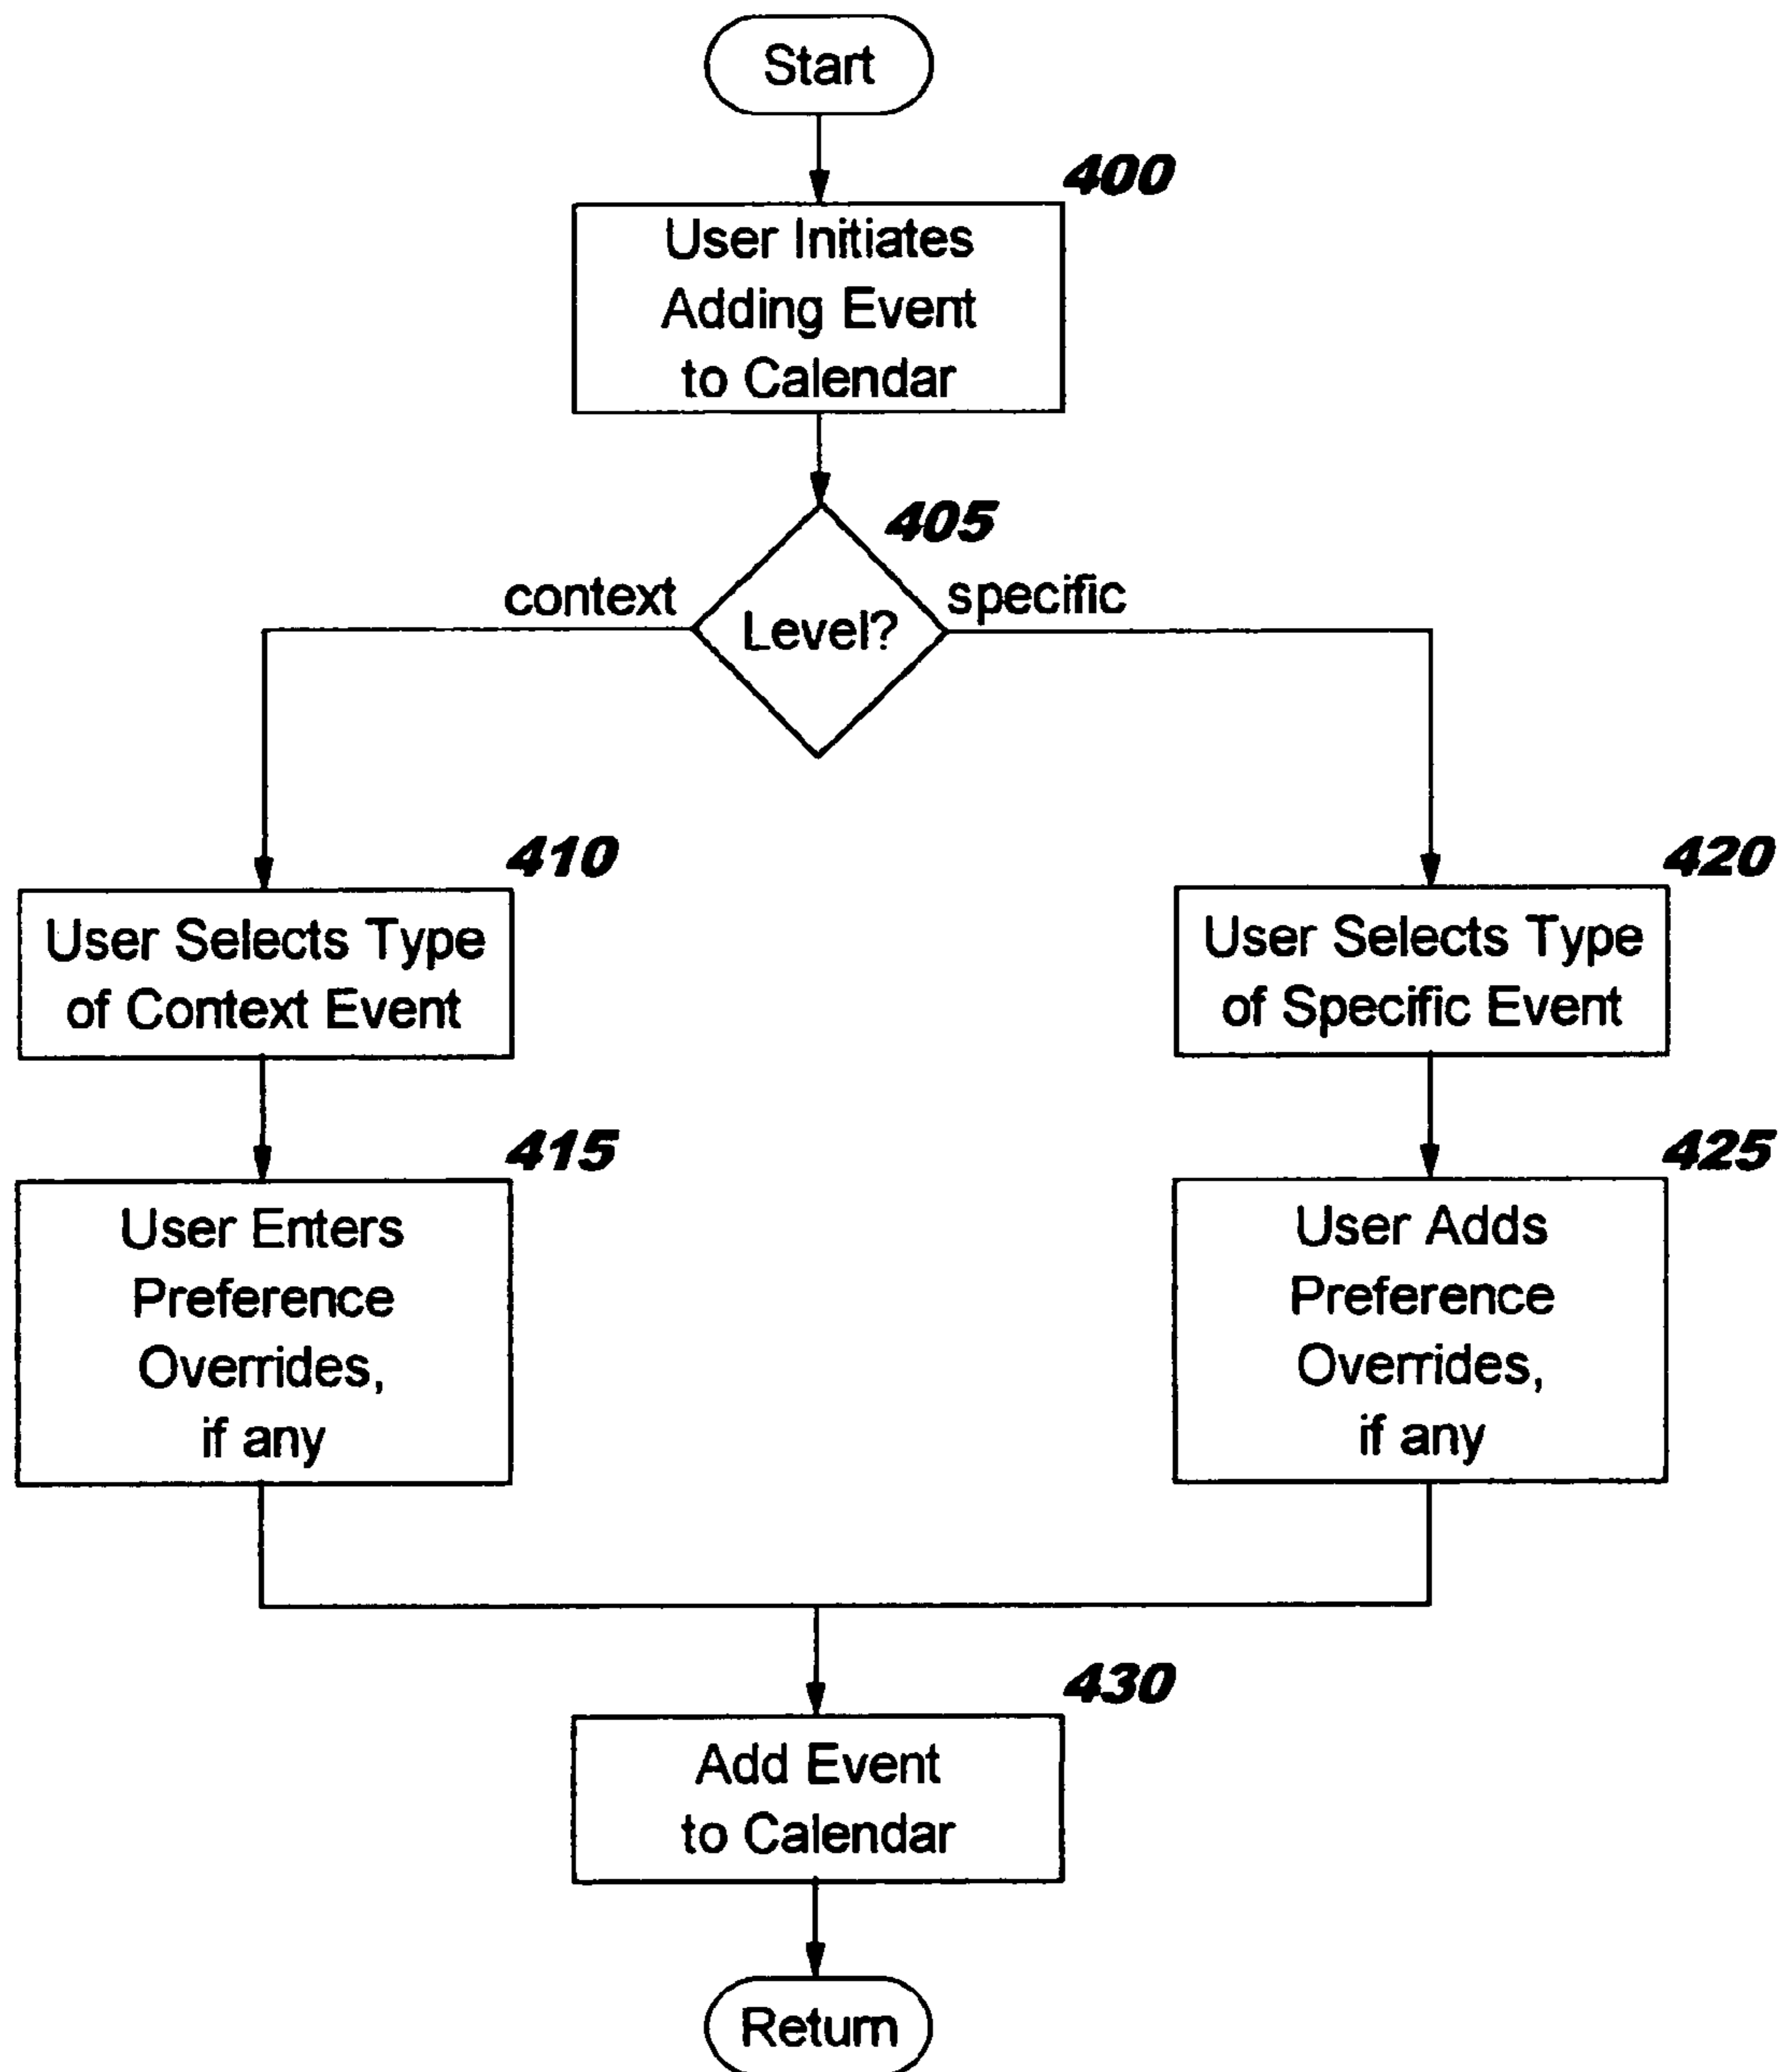 Start
400
User Initiates
Adding Event
to Calendar
405
context
specific
Level?
410
User Selects Type
of Context Event
420
User Selects Type
of Specific Event
415
User Enters
Preference
Overrides,
if any
425
User Adds
Preference
Overrides,
if any
430
Add Event
to Calendar
Return